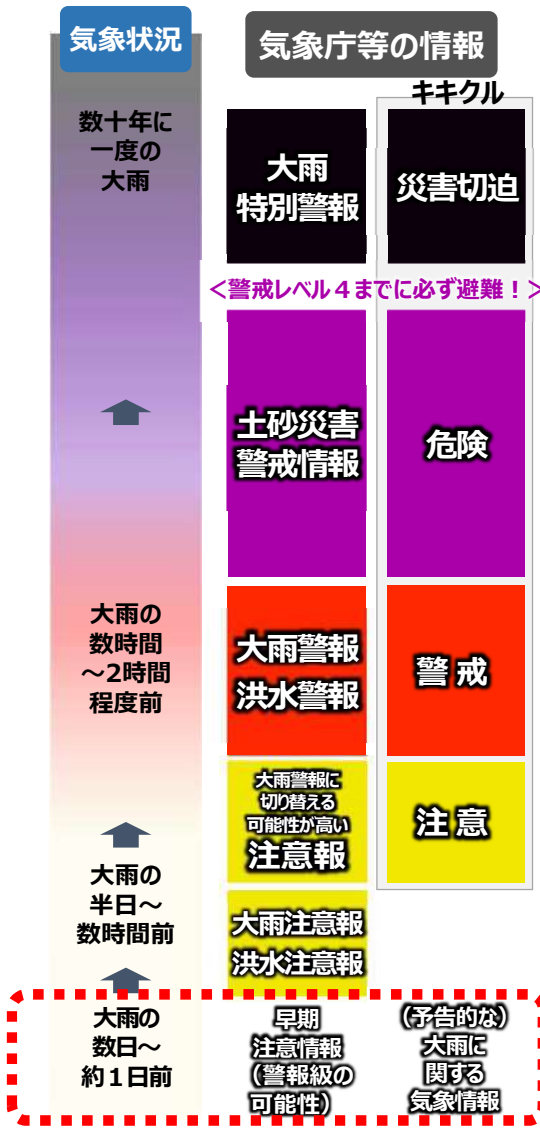 気象状況
気象庁等の情報
キキクル
数十年に
一度の
大雨
大雨
特別警報
災害切迫
＜警戒レベル４までに必ず避難！＞
土砂災害
警戒情報
危険
大雨の
数時間
～2時間
程度前
大雨警報
洪水警報
警戒
大雨警報に
切り替える
可能性が高い
注意報
注意
大雨の
半日～
数時間前
大雨注意報
洪水注意報
大雨の
数日～
約１日前
早期
注意情報
（警報級の
可能性）
（予告的な）
大雨に
関する
気象情報